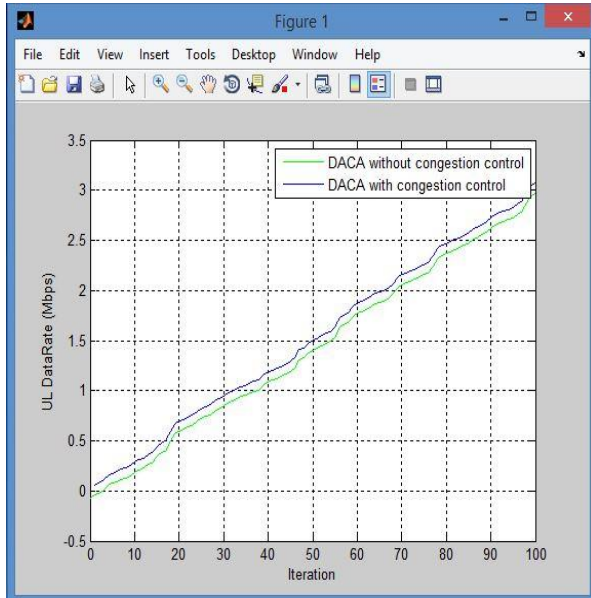 Figure 1
File Edit View Insert Tools Desktop Window Help
DACA without congestion control
DACA with congestion control
3.5
3
2.5
2
1.5
1
0.5
0
-0.5
UL DataRate (Mbps)
0 10 20 30 40 50 60 70 80 90 100
Iteration